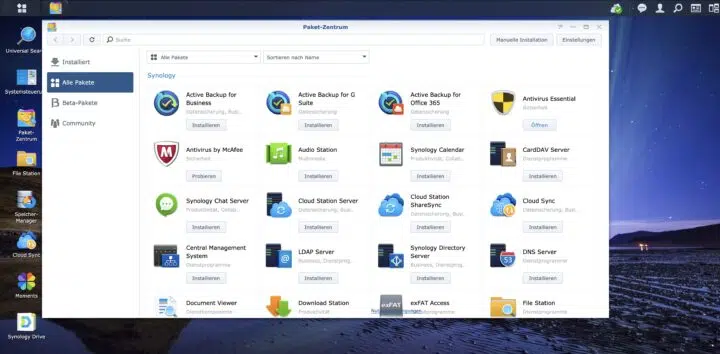 Paket-Zentrum
Suche
Manuelle Installation
Einstellungen
Universal Sear
Systemsteueru
Paket-
Zentrum
File Station
Speicher-
Manager
Cloud Sync
Moments
Synology Drive
Installiert
Alle Pakete
Beta-Pakete
Community
Alle Pakete
Sortieren nach Name
Synology
Active Backup for
Business
Datensicherung, Busi...
Installieren
Active Backup for G
Suite
Datensicherung
Installieren
Active Backup for
Office 365
Datensicherung
Installieren
Antivirus Essential
Sicherheit
Öffnen
Antivirus by McAfee
Sicherheit
Probieren
Audio Station
Multimedia
Installieren
Synology Calendar
Produktivität, Collab...
Installieren
CardDAV Server
Dienstprogramme
Installieren
Synology Chat Server
Produktivität, Collab...
Installieren
Cloud Station Server
Datensicherung, Busi...
Installieren
Cloud Station
ShareSync
Datensicherung, Busi...
Installieren
Cloud Sync
Datensicherung, Busi...
Installieren
Central Management
System
Dienstprogramme
Installieren
LDAP Server
Business, Dienstprog...
Installieren
Synology Directory
Server
Business, Dienstprog...
Installieren
DNS Server
53
Dienstprogramme
Installieren
Document Viewer
Download Station
Produktivität
exFAT
exFAT Access
File Station
Dienstprogramme